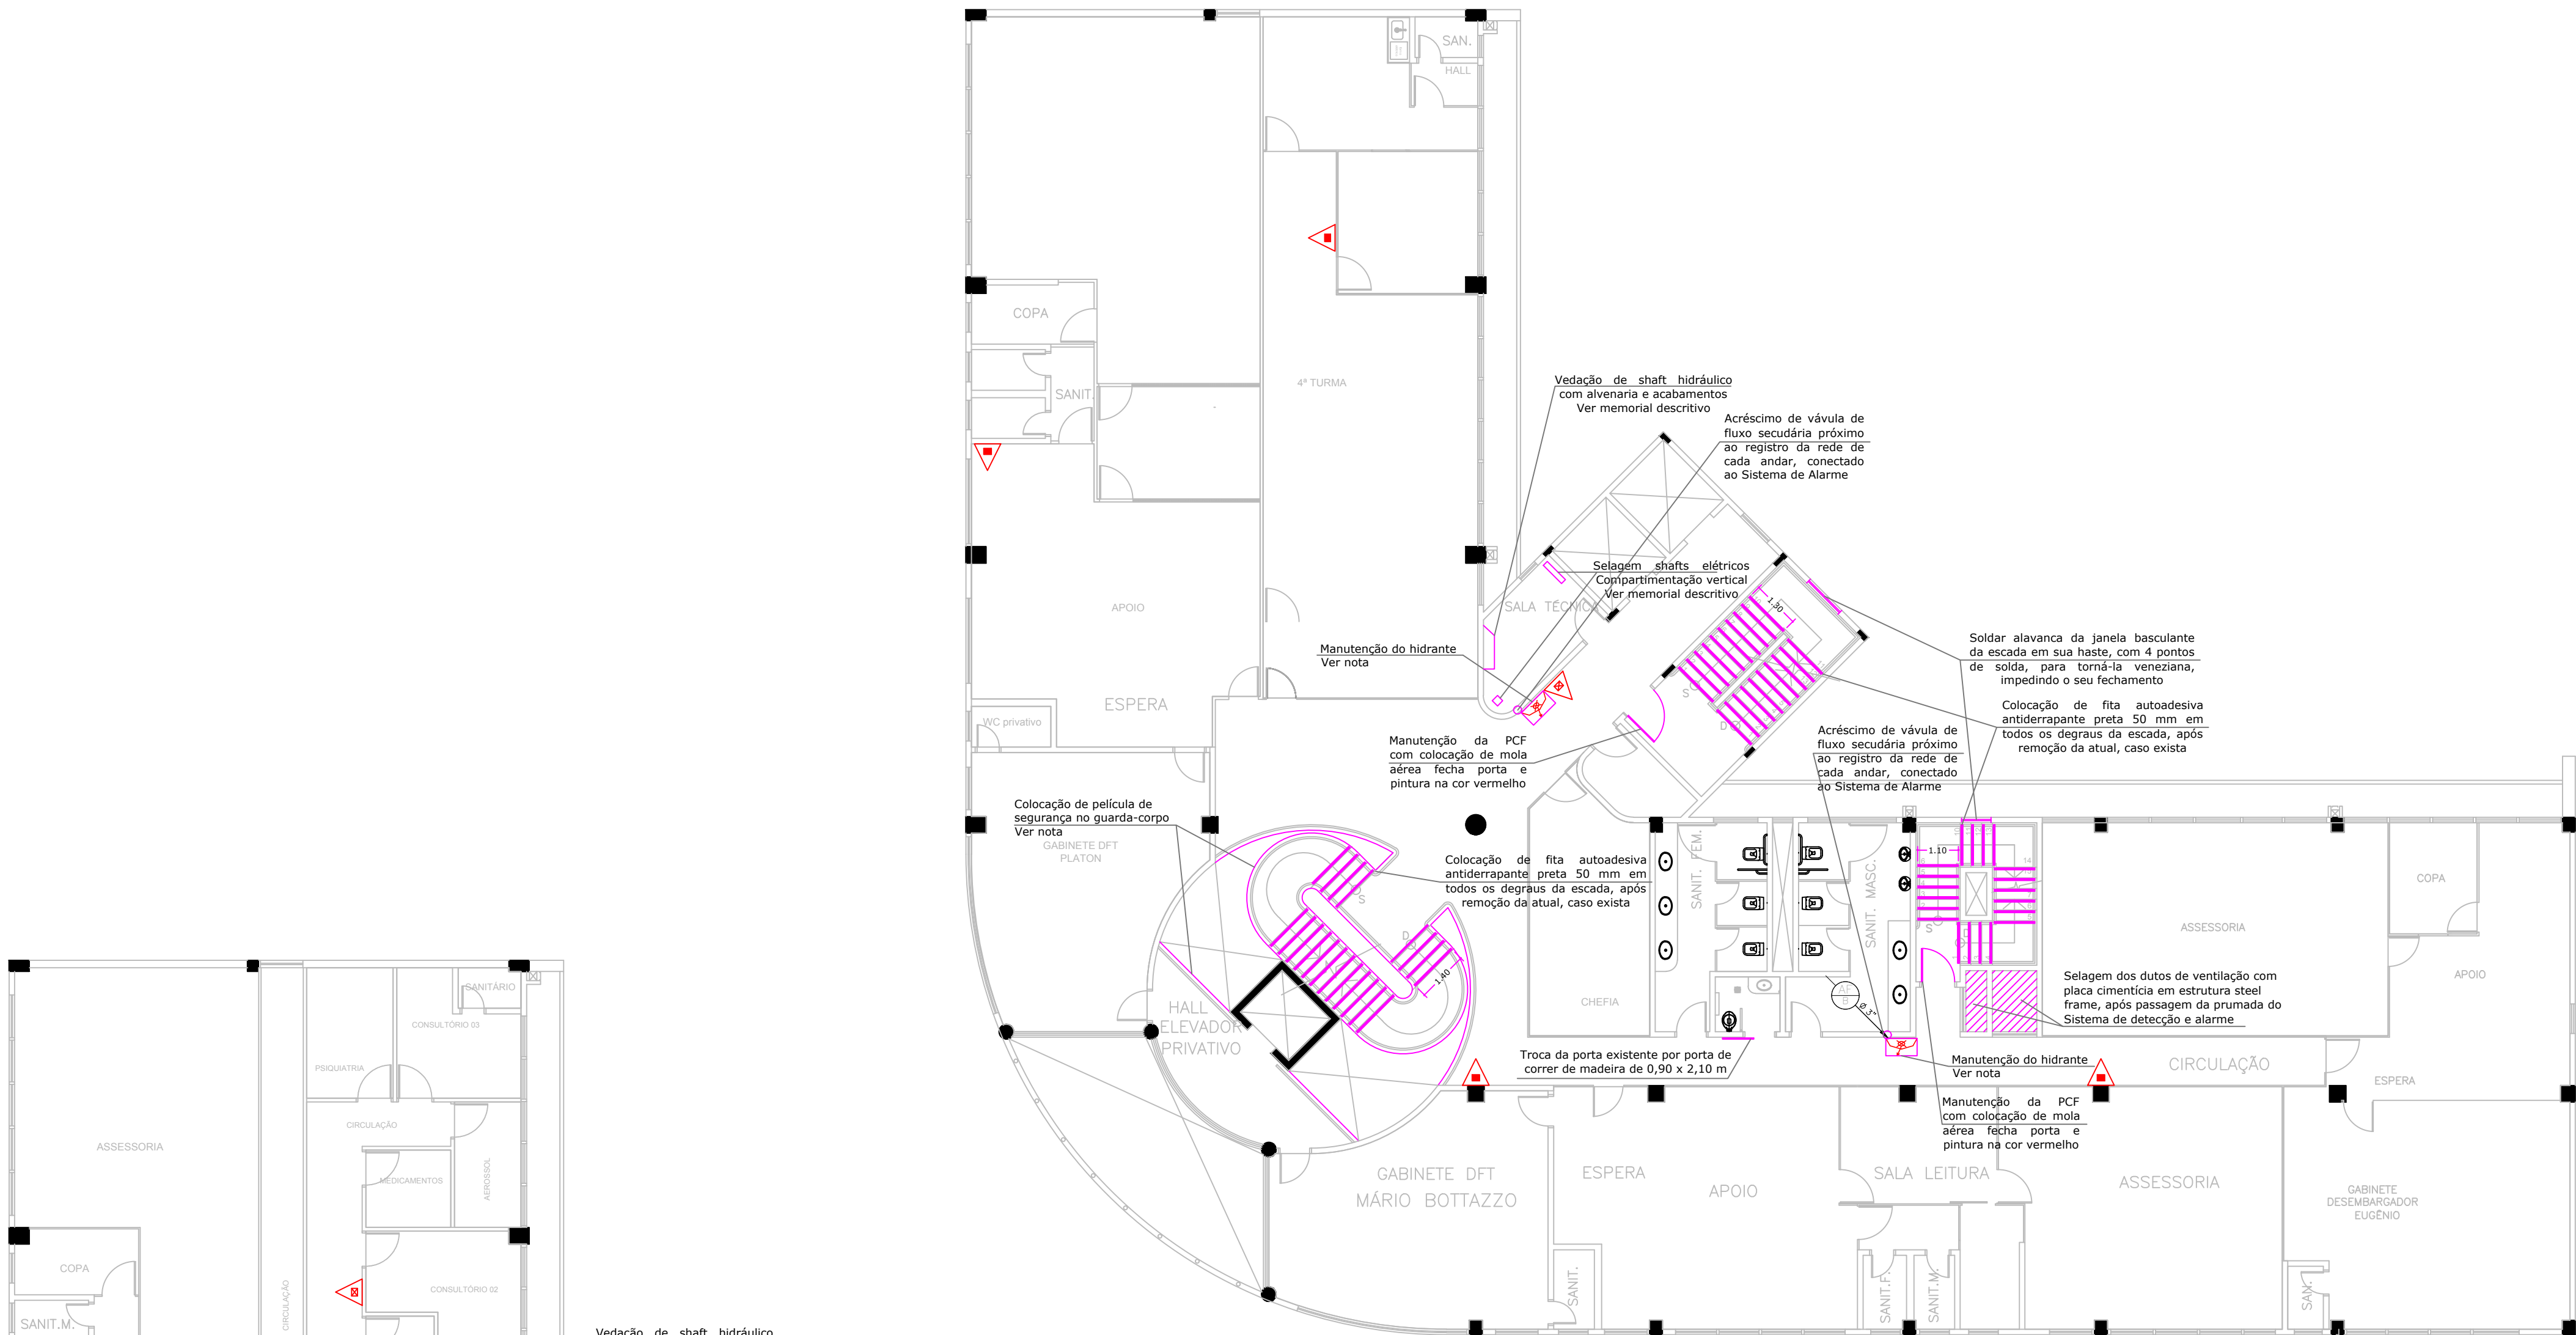 SAN.
HALL
COPA
SANIT.
4ª TURMA
APOIO
ESPERA
WC privativo
Vedação de shaft hidráulico
com alvenaria e acabamentos
Ver memorial descritivo
Acréscimo de vávula de
fluxo secudária próximo
ao registro da rede de
cada andar, conectado
ao Sistema de Alarme
Selagem shafts elétricos
Compartimentação vertical
Ver memorial descritivo
SALA TÉCNICA
1.30
S
D
Manutenção do hidrante
Ver nota
Soldar alavanca da janela basculante
da escada em sua haste, com 4 pontos
de solda, para torná-la veneziana,
impedindo o seu fechamento
Colocação de fita autoadesiva
antiderrapante preta 50 mm em
todos os degraus da escada, após
remoção da atual, caso exista
Manutenção da PCF
com colocação de mola
aérea fecha porta e
pintura na cor vermelho
Acréscimo de vávula de
fluxo secudária próximo
ao registro da rede de
cada andar, conectado
ao Sistema de Alarme
Colocação de película de
segurança no guarda-corpo
Ver nota
GABINETE DFT
PLATON
Colocação de fita autoadesiva
antiderrapante preta 50 mm em
todos os degraus da escada, após
remoção da atual, caso exista
S
D
1.40
HALL
ELEVADOR
PRIVATIVO
CHEFIA
SANIT. FEM.
SANIT. MASC.
1.10
14
S
D
AF
B
Ø 3"
ASSESSORIA
COPA
APOIO
Selagem dos dutos de ventilação com
placa cimentícia em estrutura steel
frame, após passagem da prumada do
Sistema de detecção e alarme
Troca da porta existente por porta de
correr de madeira de 0,90 x 2,10 m
Manutenção do hidrante
Ver nota
CIRCULAÇÃO
ESPERA
Manutenção da PCF
com colocação de mola
aérea fecha porta e
pintura na cor vermelho
GABINETE DFT
MÁRIO BOTTAZZO
ESPERA
APOIO
SALA LEITURA
ASSESSORIA
GABINETE
DESEMBARGADOR
EUGÊNIO
SANIT.
SANIT.F.
SANIT.M.
SAN.
SANITÁRIO
CONSULTÓRIO 03
PSIQUIATRIA
CIRCULAÇÃO
ASSESSORIA
MEDICAMENTOS
AEROSSOL
COPA
CIRCULAÇÃO
CONSULTÓRIO 02
SANIT.M.
Vedação de shaft hidráulico